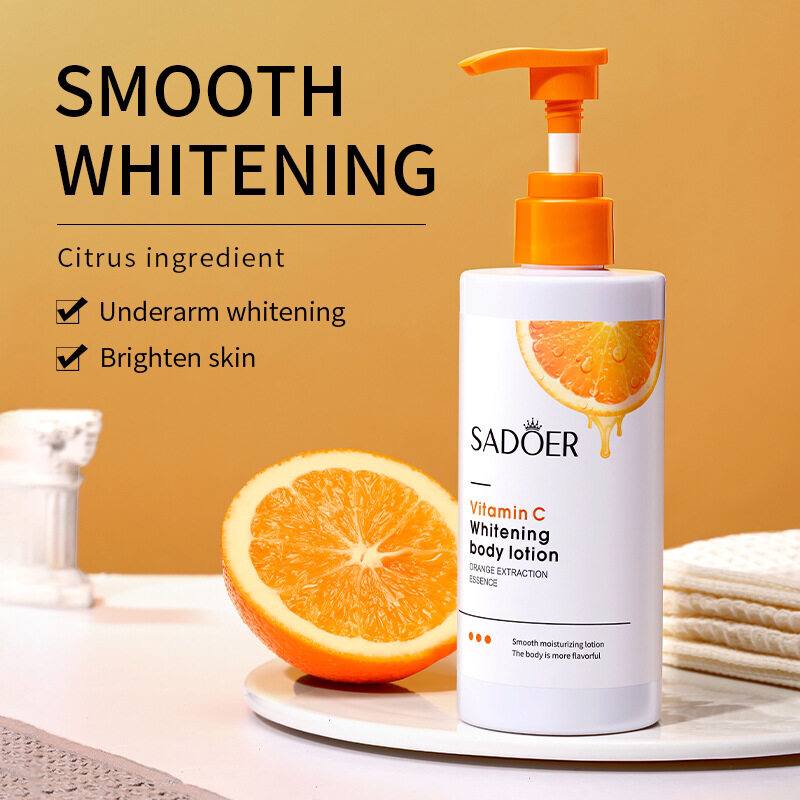 SMOOTH
WHITENING
Citrus ingredient
Underarm whitening
Brighten skin
SADOER
Vitamin C
Whitening
body lotion
ORANGE EXTRACTION
ESSENCE
Smooth moisturizing lotion
The body is more flavorful